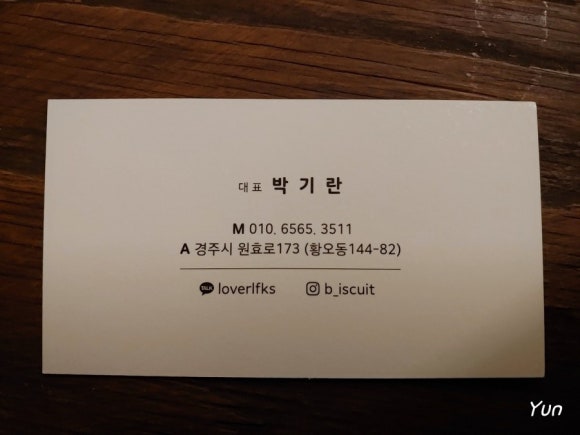 대표 박기란
M 010. 6565. 3511
A 경주시 원효로173 (황오동144-82)
TALK loverlfks b_iscuit
Yun